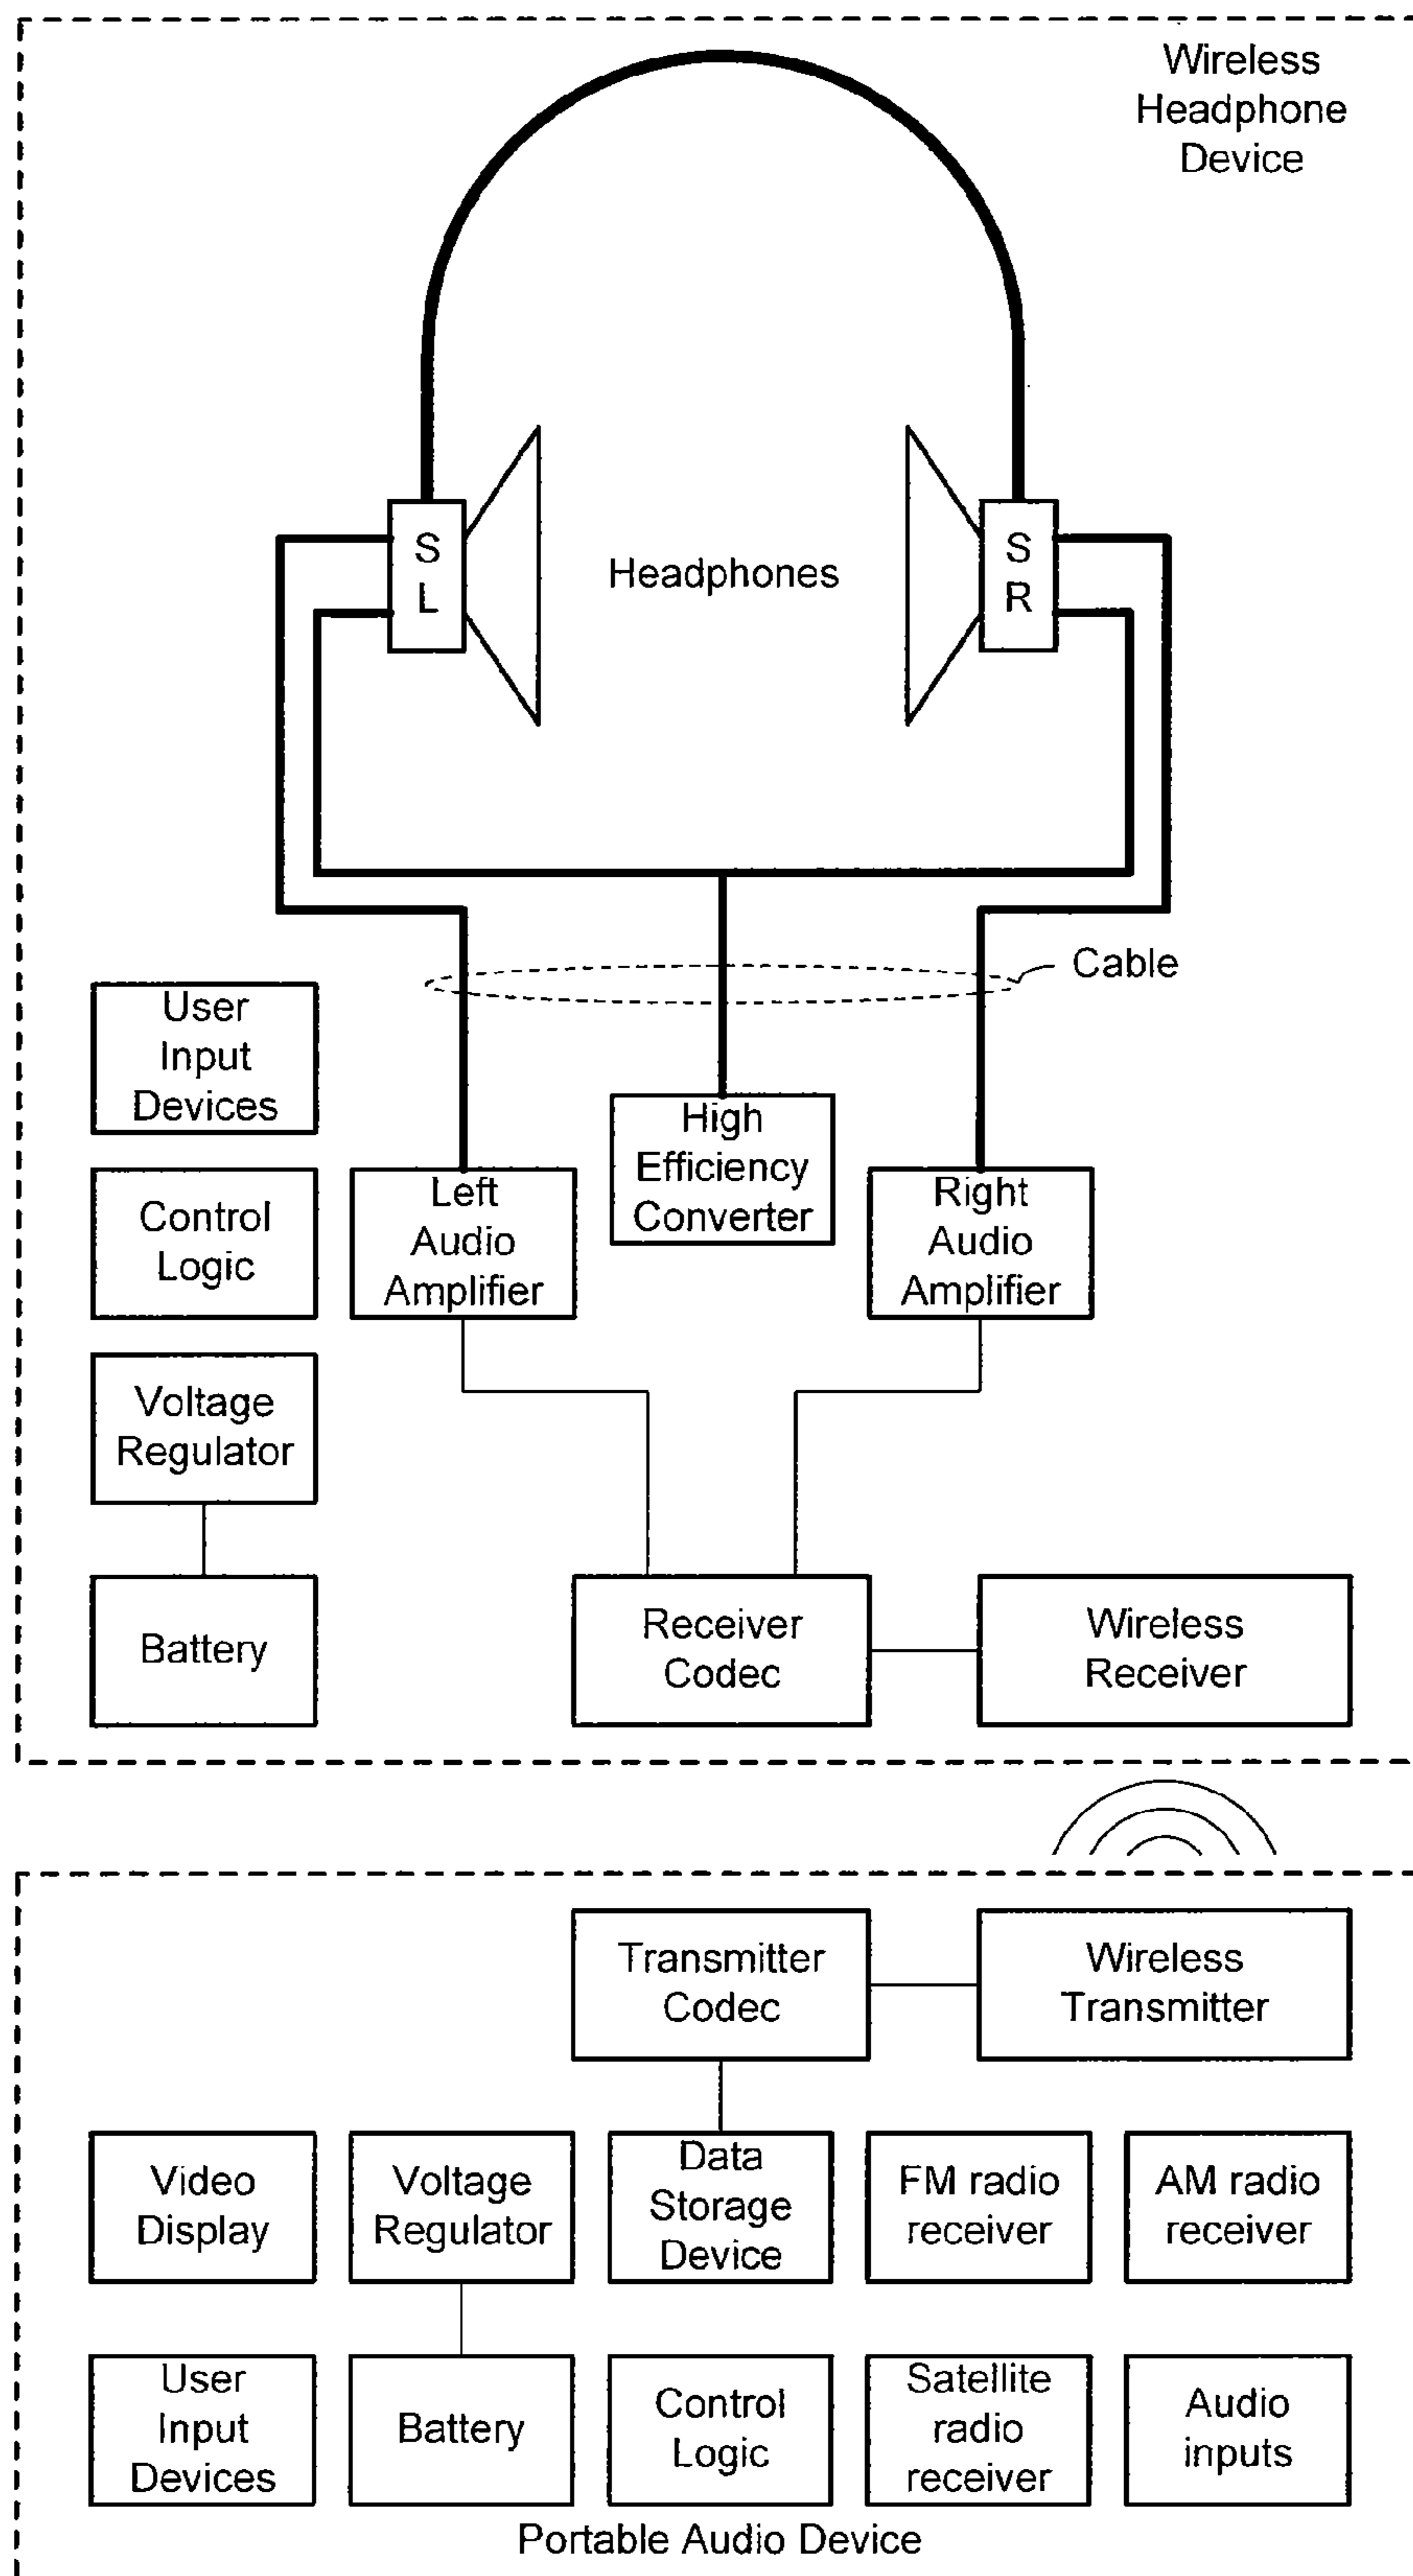 Wireless
Headphone
Device
S
L
Headphones
S
R
Cable
User
Input
Devices
High
Efficiency
Converter
Control
Logic
Left
Audio
Amplifier
Right
Audio
Amplifier
Voltage
Regulator
Battery
Receiver
Codec
Wireless
Receiver
Transmitter
Codec
Wireless
Transmitter
Video
Display
Voltage
Regulator
Data
Storage
Device
FM radio
receiver
AM radio
receiver
User
Input
Devices
Battery
Control
Logic
Satellite
radio
receiver
Audio
inputs
Portable Audio Device